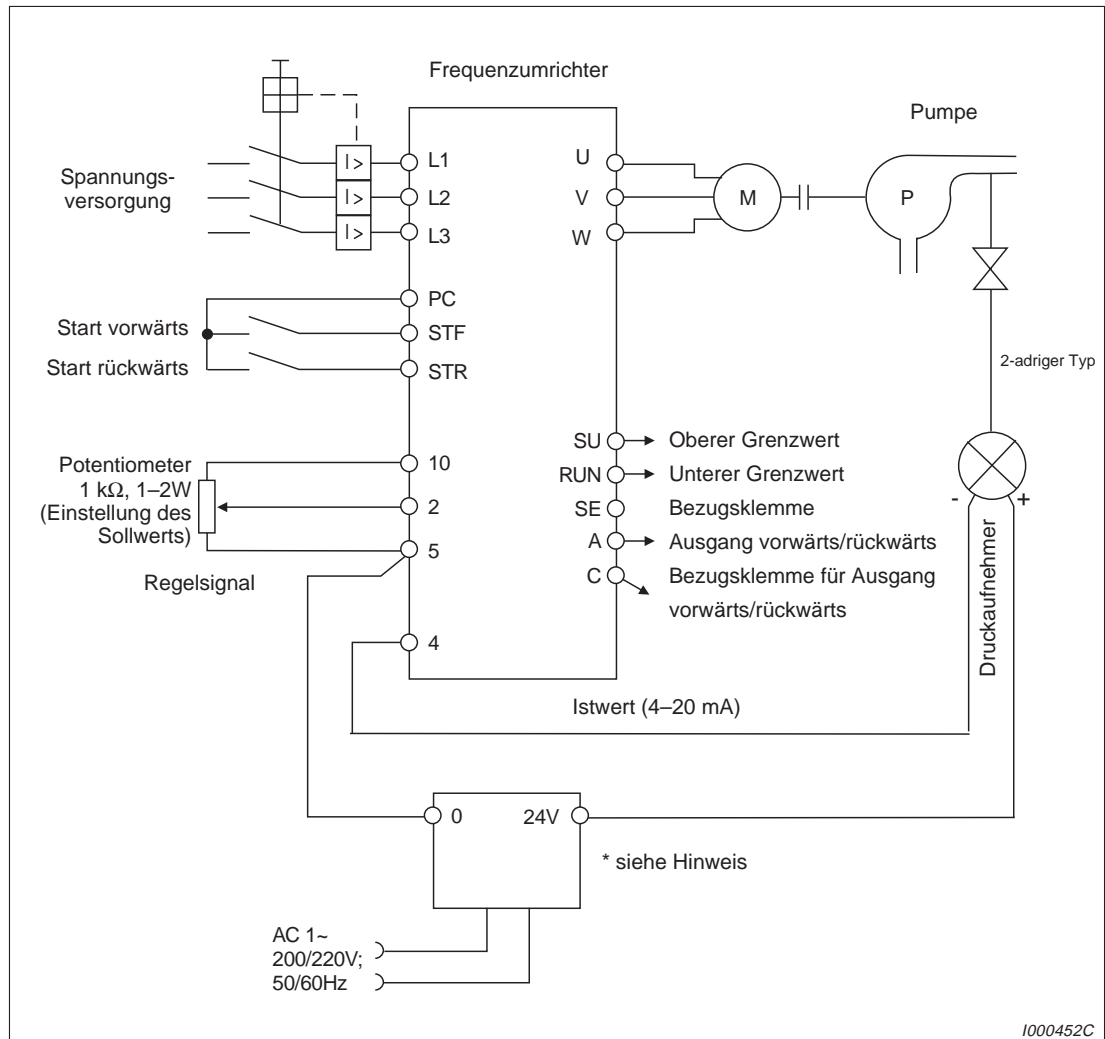 Frequenzumrichter
Pumpe
Spannungs-
versorgung
I>
I>
I>
L1
L2
L3
U
V
W
M
P
PC
STF
STR
Start vorwärts
Start rückwärts
2-adriger Typ
Potentiometer
1 kΩ, 1–2W
(Einstellung des
Sollwerts)
Regelsignal
10
2
5
4
SU
Oberer Grenzwert
RUN
Unterer Grenzwert
SE
Bezugsklemme
A
Ausgang vorwärts/rückwärts
C
Bezugsklemme für Ausgang
vorwärts/rückwärts
- +
Druckaufnehmer
Istwert (4–20 mA)
0
24V
* siehe Hinweis
AC 1~
200/220V;
50/60Hz
I000452C